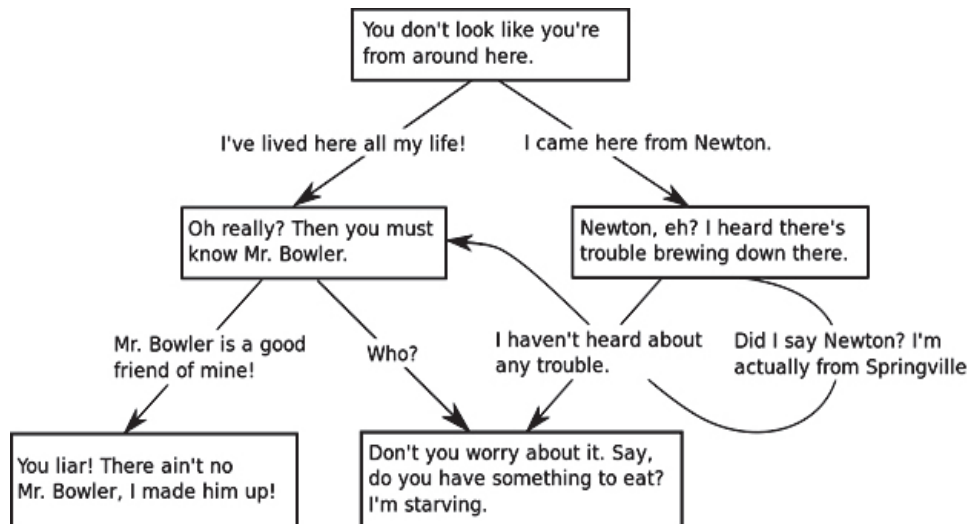 You don't look like you're
from around here.
I've lived here all my life!
I came here from Newton.
Oh really? Then you must
know Mr. Bowler.
Newton, eh? I heard there's
trouble brewing down there.
Mr. Bowler is a good
friend of mine!
Who?
I haven't heard about
any trouble.
Did I say Newton? I'm
actually from Springville
You liar! There ain't no
Mr. Bowler, I made him up!
Don't you worry about it. Say,
do you have something to eat?
I'm starving.